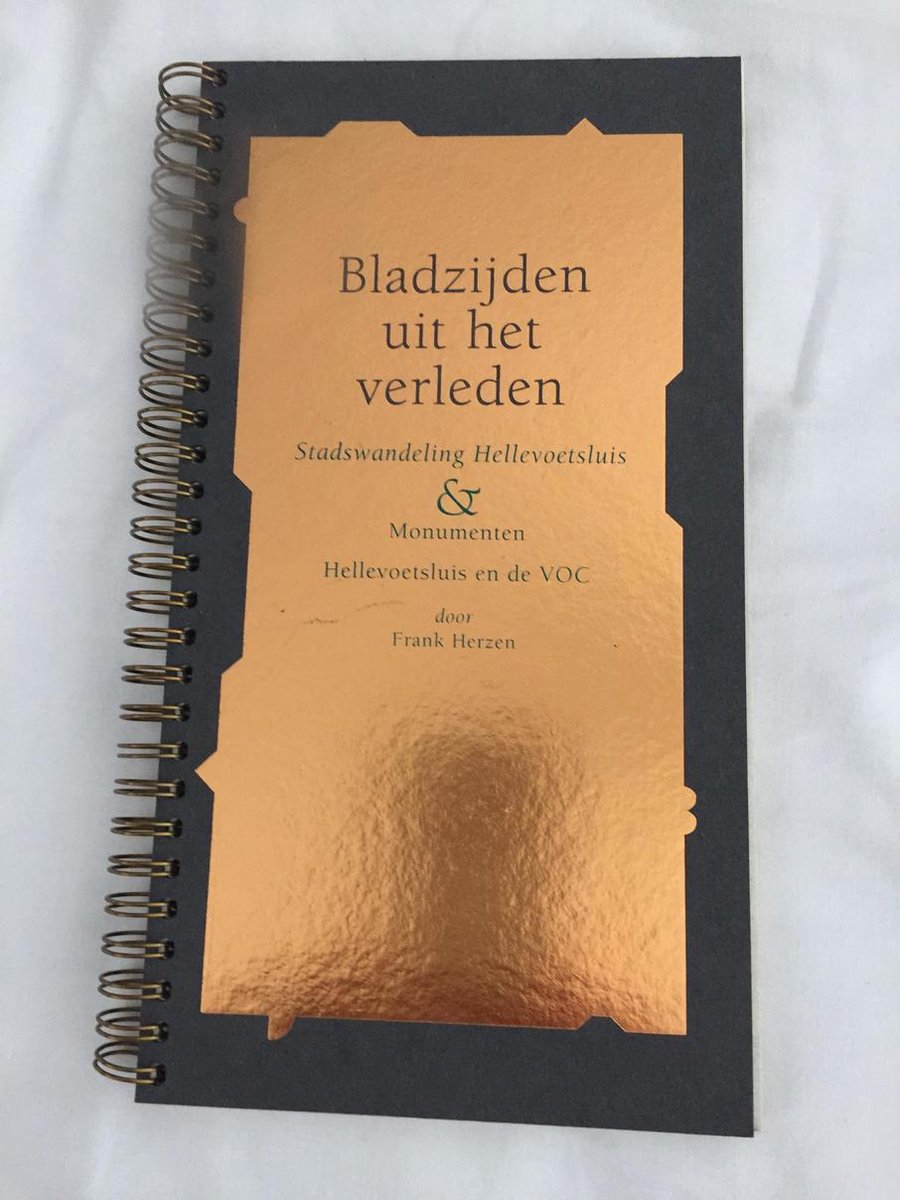 Bladzijden
uit het
verleden
Stadswandeling Hellevoetsluis
&
Monumenten
Hellevoetsluis en de VOC
door
Frank Herzen